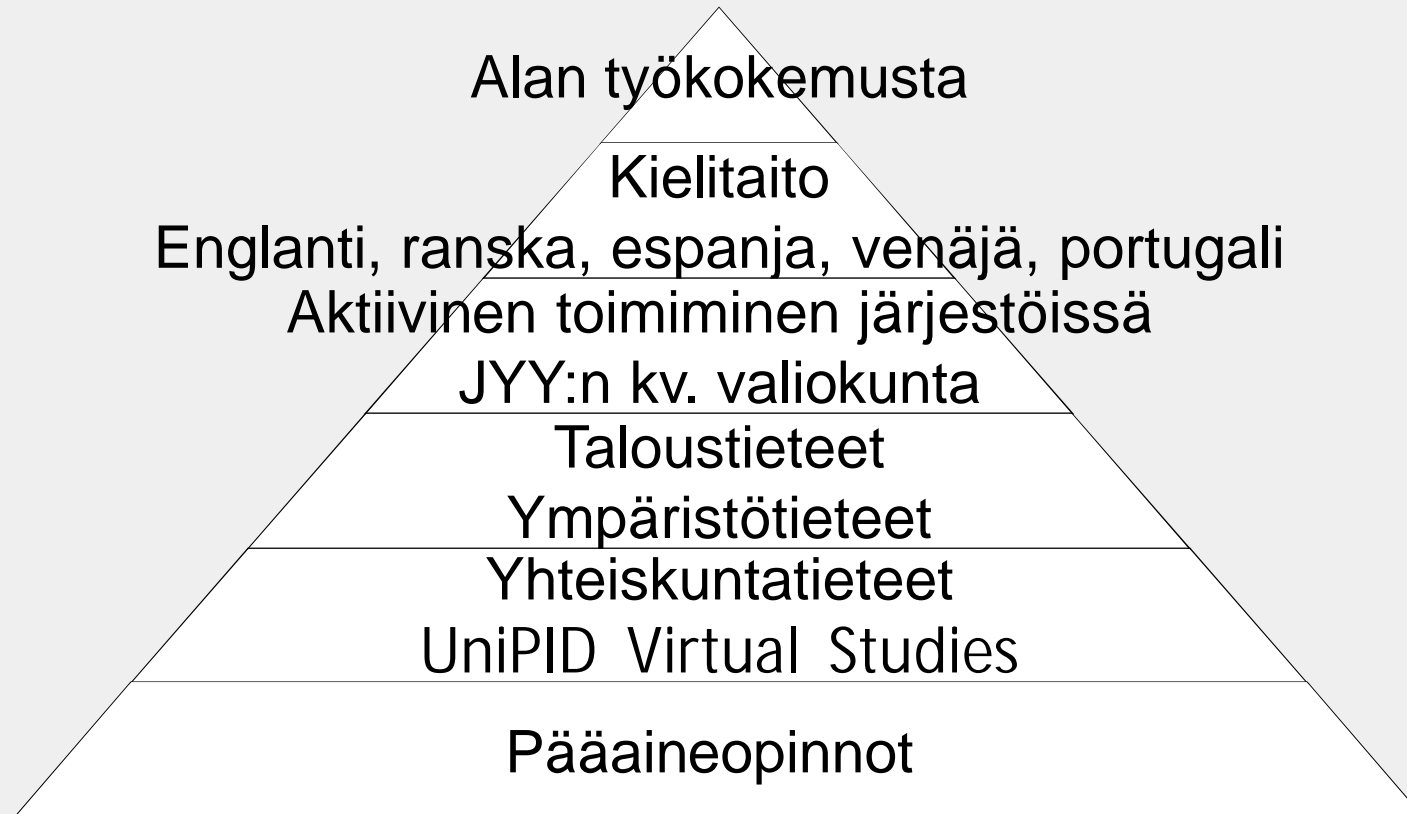 Alan työkokemusta
Kielitaito
Englanti, ranska, espanja, venäjä, portugali
Aktiivinen toimiminen järjestöissä
JYY:n kv. valiokunta
Taloustieteet
Ympäristötieteet
Yhteiskuntatieteet
UniPID Virtual Studies
Pääaineopinnot